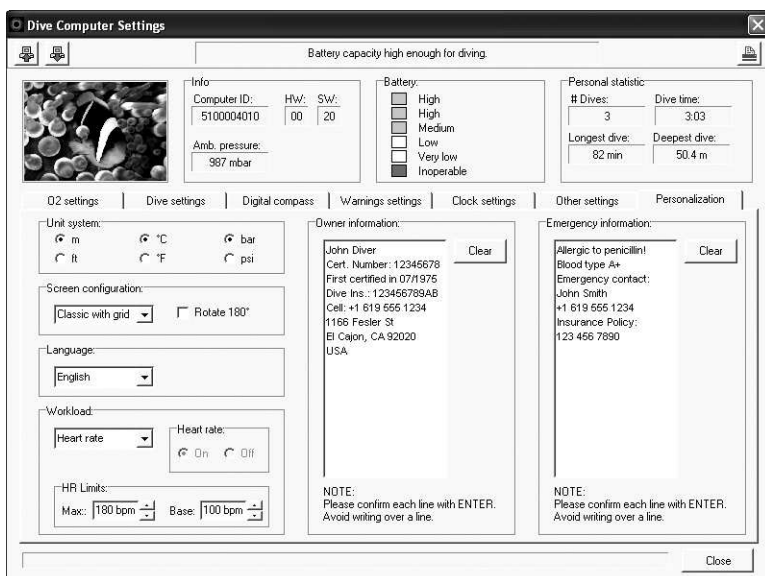 Dive Computer Settings
Battery capacity high enough for diving.
Info
Computer ID: HW: SW:
5100004010 00 20
Amb. pressure:
987 mbar
Battery:
High
High
Medium
Low
Very low
Inoperable
Personal statistic
# Dives: Dive time:
3 3:03
Longest dive: Deepest dive:
82 min 50.4 m
O2 settings Dive settings Digital compass Warnings settings Clock settings Other settings Personalization
Unit system:
m °C bar
ft °F psi
Screen configuration:
Classic with grid Rotate 180°
Language:
English
Workload:
Heart rate
Heart rate:
On Off
HR Limits:
Max:: 180 bpm Base: 100 bpm
Owner information:
John Diver
Cert. Number: 12345678
First certified in 07/1975
Dive Ins.: 123456789AB
Cell: +1 619 555 1234
1166 Fesler St
El Cajon, CA 92020
USA
Clear
NOTE:
Please confirm each line with ENTER.
Avoid writing over a line.
Emergency information:
Allergic to penicillin!
Blood type A+
Emergency contact:
John Smith
+1 619 555 1234
Insurance Policy:
123 456 7890
Clear
NOTE:
Please confirm each line with ENTER.
Avoid writing over a line.
Close